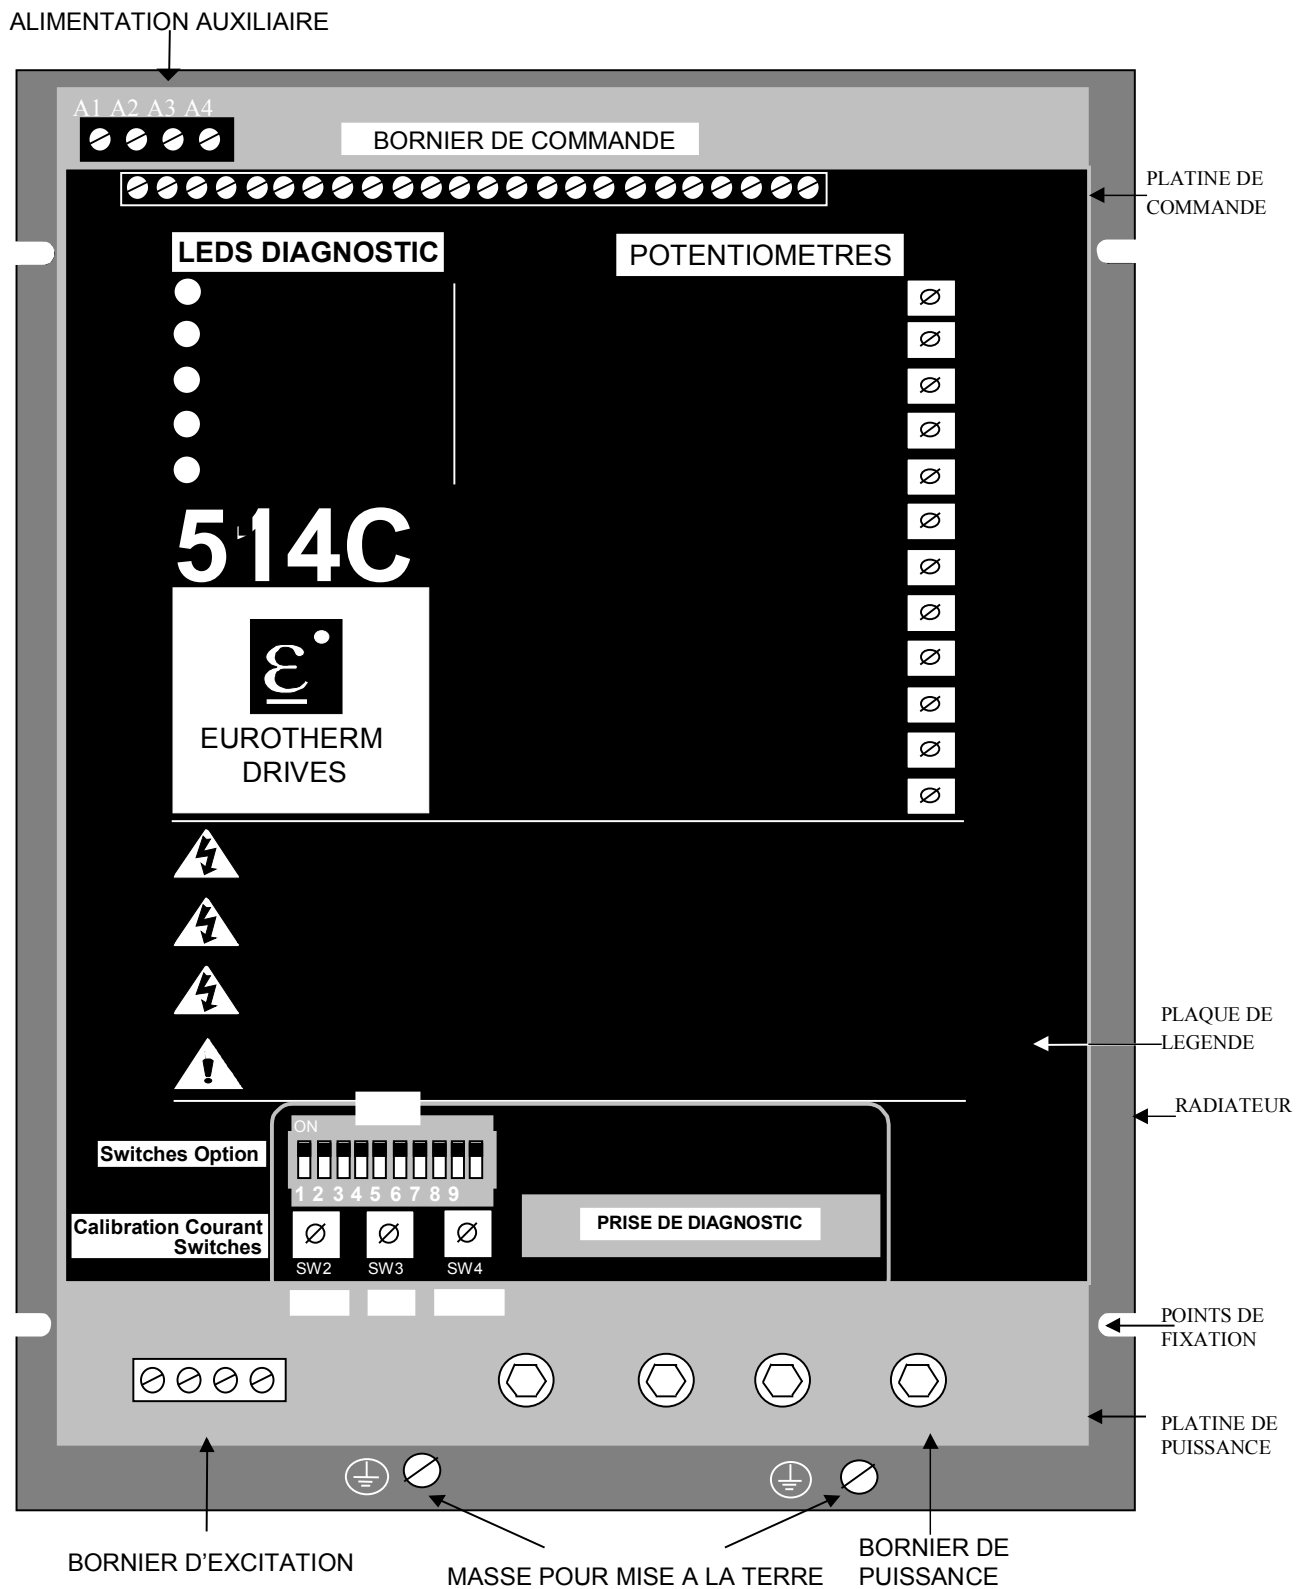 ALIMENTATION AUXILIAIRE
A1 A2 A3 A4
BORNIER DE COMMANDE
PLATINE DE
COMMANDE
LEDS DIAGNOSTIC
POTENTIOMETRES
514C
ε
EUROTHERM
DRIVES
PLAQUE DE
LEGENDE
RADIATEUR
ON
Switches Option
1 2 3 4 5 6 7 8 9
Calibration Courant
Switches
PRISE DE DIAGNOSTIC
SW2 SW3 SW4
POINTS DE
FIXATION
PLATINE DE
PUISSANCE
BORNIER D'EXCITATION
MASSE POUR MISE A LA TERRE
BORNIER DE
PUISSANCE